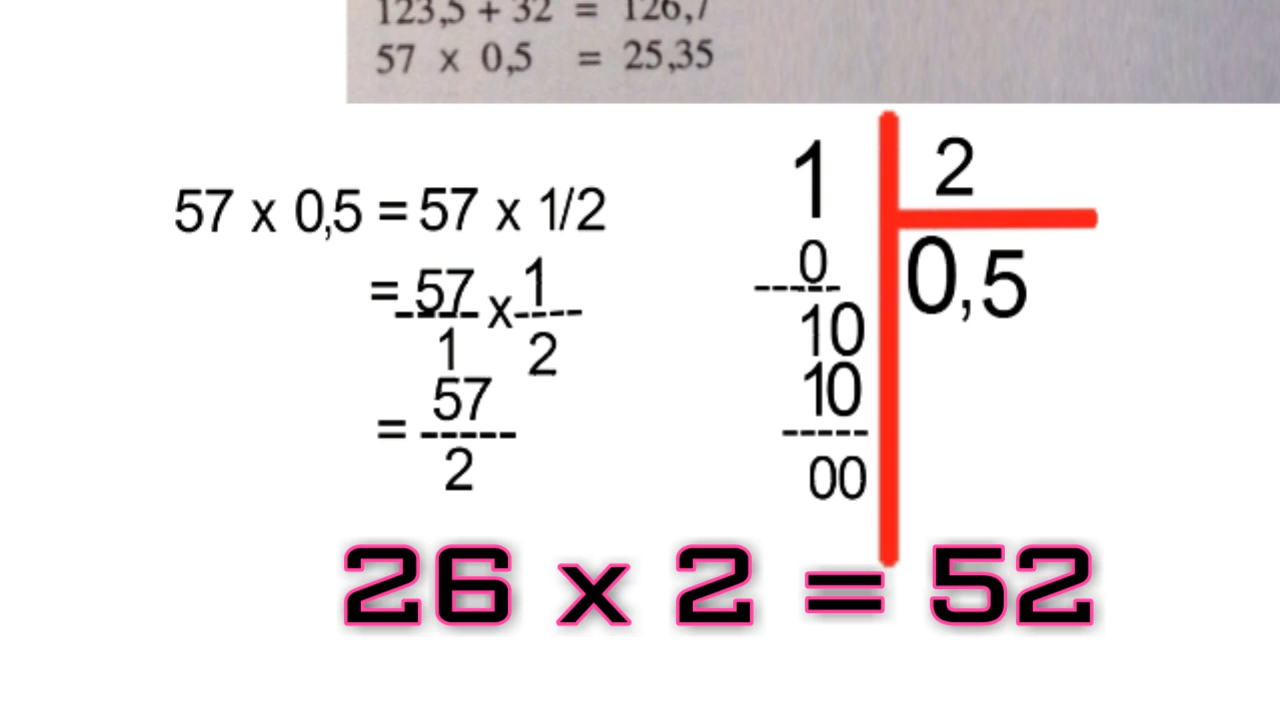 123,5 + 32 = 126,7
57 x 0,5 = 25,35
57 x 0,5 = 57 x 1/2
= 57 x 1
----- ----
1 2
= 57
-----
2
1 2
0 0,5
-----
10
10
-----
00
26 x 2 = 52